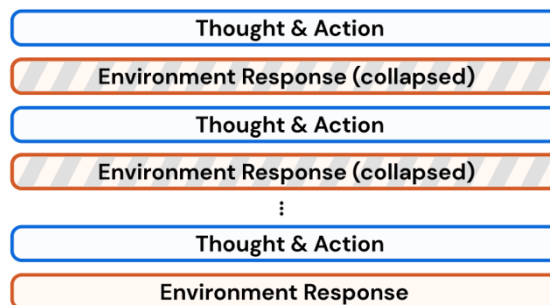 Thought & Action
Environment Response (collapsed)
Thought & Action
Environment Response (collapsed)
⋮
Thought & Action
Environment Response